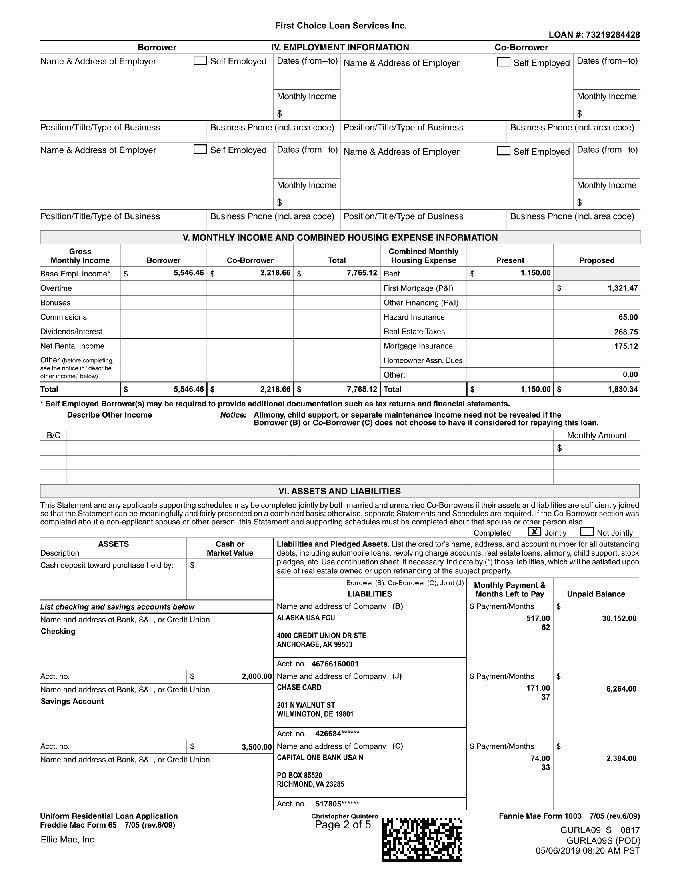 First Choice Loan Services Inc.
LOAN #: 73219284428
Borrower IV. EMPLOYMENT INFORMATION Co-Borrower
Name & Address of Employer Self Employed Dates (from–to) Name & Address of Employer Self Employed Dates (from–to)
Monthly Income Monthly Income
$ $
Position/Title/Type of Business Business Phone (incl. area code) Position/Title/Type of Business Business Phone (incl. area code)
Name & Address of Employer Self Employed Dates (from–to) Name & Address of Employer Self Employed Dates (from–to)
Monthly Income Monthly Income
$ $
Position/Title/Type of Business Business Phone (incl. area code) Position/Title/Type of Business Business Phone (incl. area code)
V. MONTHLY INCOME AND COMBINED HOUSING EXPENSE INFORMATION
Gross Combined Monthly
Monthly Income Borrower Co-Borrower Total Housing Expense Present Proposed
Base Empl. Income* $ 5,546.46 $ 2,218.66 $ 7,765.12 Rent $ 1,150.00
Overtime First Mortgage (P&I) $ 1,321.47
Bonuses Other Financing (P&I)
Commissions Hazard Insurance 65.00
Dividends/Interest Real Estate Taxes 268.75
Net Rental Income Mortgage Insurance 175.12
Other (before completing, Homeowner Assn. Dues
see the notice in "describe
other income," below) Other: 0.00
Total $ 5,546.46 $ 2,218.66 $ 7,765.12 Total $ 1,150.00 $ 1,830.34
* Self Employed Borrower(s) may be required to provide additional documentation such as tax returns and financial statements.
Describe Other Income Notice: Alimony, child support, or separate maintenance income need not be revealed if the
Borrower (B) or Co-Borrower (C) does not choose to have it considered for repaying this loan.
B/C Monthly Amount
$
VI. ASSETS AND LIABILITIES
This Statement and any applicable supporting schedules may be completed jointly by both married and unmarried Co-Borrowers if their assets and liabilities are sufficiently joined
so that the Statement can be meaningfully and fairly presented on a combined basis; otherwise, separate Statements and Schedules are required. If the Co-Borrower section was
completed about a non-applicant spouse or other person, this Statement and supporting schedules must be completed about that spouse or other person also.
Completed X Jointly Not Jointly
ASSETS Cash or
Description Market Value
Liabilities and Pledged Assets. List the creditor's name, address, and account number for all outstanding
debts, including automobile loans, revolving charge accounts, real estate loans, alimony, child support, stock
pledges, etc. Use continuation sheet, if necessary. Indicate by (*) those liabilities, which will be satisfied upon
sale of real estate owned or upon refinancing of the subject property.
Cash deposit toward purchase held by: $
Borrower (B), Co-Borrower (C), Joint (J)
LIABILITIES Monthly Payment & Months Left to Pay Unpaid Balance
List checking and savings accounts below Name and address of Company (B) $ Payment/Months $
Name and address of Bank, S&L, or Credit Union ALASKA USA FCU 517.00 30,152.00
Checking 62
4000 CREDIT UNION DR STE
ANCHORAGE, AK 99503
Acct. no. 46766160001
Acct. no. $ 2,000.00 Name and address of Company (J) $ Payment/Months $
Name and address of Bank, S&L, or Credit Union CHASE CARD 171.00 6,264.00
Savings Account 37
201 N WALNUT ST
WILMINGTON, DE 19801
Acct. no. 426684******
Acct. no. $ 3,500.00 Name and address of Company (C) $ Payment/Months $
Name and address of Bank, S&L, or Credit Union CAPITAL ONE BANK USA N 74.00 2,384.00
33
PO BOX 85520
RICHMOND, VA 23285
Acct. no. 517805******
Uniform Residential Loan Application Christopher Quintero Fannie Mae Form 1003 7/05 (rev.6/09)
Freddie Mac Form 65 7/05 (rev.6/09) Page 2 of 5
Ellie Mae, Inc. GURLA09 S 0817
GURLA09S (POD)
05/06/2019 08:20 AM PST